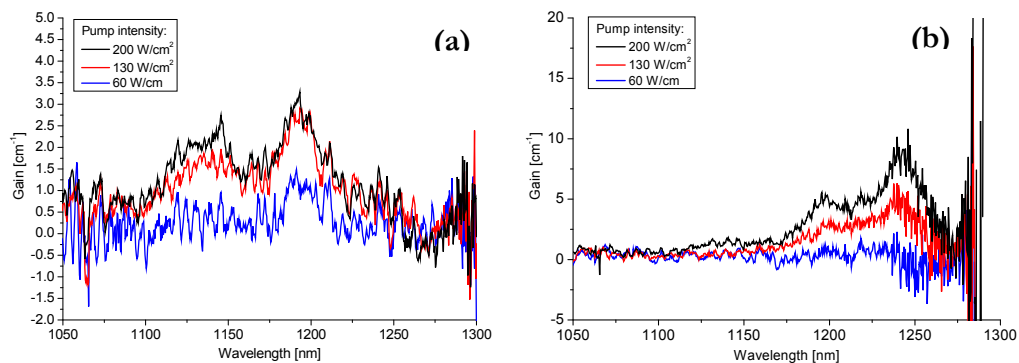 5.0
4.5
4.0
3.5
3.0
2.5
2.0
1.5
1.0
0.5
0.0
-0.5
-1.0
-1.5
-2.0
Gain [cm⁻¹]
Pump intensity:
200 W/cm²
130 W/cm²
60 W/cm
(a)
1050 1100 1150 1200 1250 1300
Wavelength [nm]
20
15
10
5
0
-5
Gain [cm⁻¹]
Pump intensity:
200 W/cm²
130 W/cm²
60 W/cm
(b)
1050 1100 1150 1200 1250 1300
Wavelength [nm]